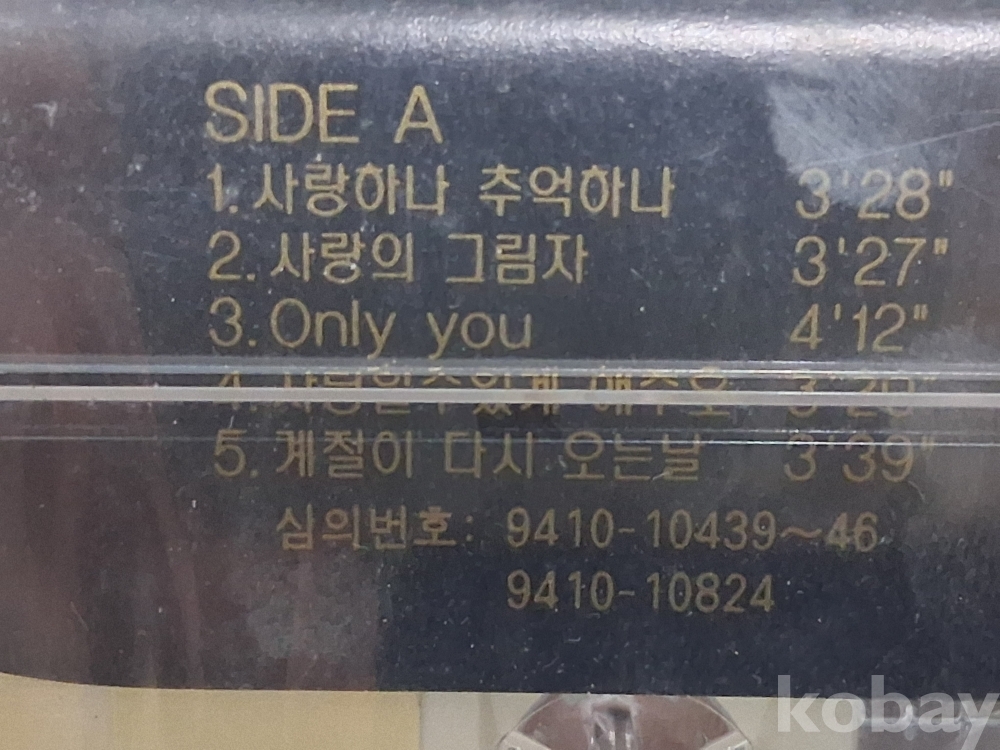 SIDE A
1. 사랑하나 추억하나 3'28"
2. 사랑의 그림자 3'27"
3. Only you 4'12"
4.
5. 계절이 다시 오는날 3'39"
심의번호: 9410-10439~46
9410-10824
kobay